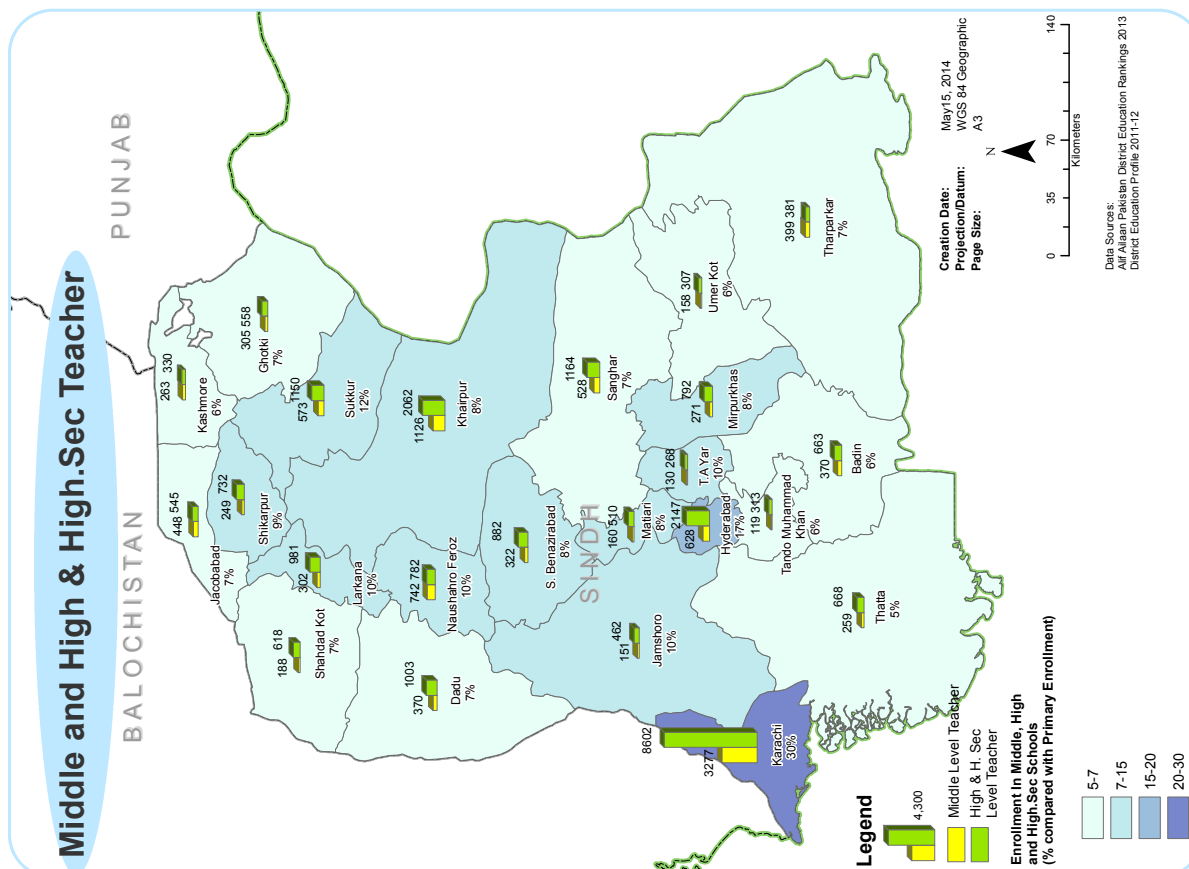 Middle and High & High.Sec Teacher
BALOCHISTAN
PUNJAB
SINDH
263 330
Kashmore
6%
448 545
Jacobabad
7%
305 558
Ghotki
7%
249 732
Shikarpur
9%
573 1150
Sukkur
12%
188 618
Shahdad Kot
7%
302 981
Larkana
10%
1126 2062
Khairpur
8%
370 1003
Dadu
7%
742 782
Naushahro Feroz
10%
322 882
S. Benazirabad
8%
528 1164
Sanghar
7%
151 462
Jamshoro
10%
160 510
Matiari
8%
130 268
T.A Yar
10%
271 792
Mirpurkhas
8%
158 307
Umer Kot
6%
628 2147
Hyderabad
17%
119 313
Tando Muhammad
Khan
6%
399 381
Tharparkar
7%
370 663
Badin
6%
259 668
Thatta
5%
3277 8602
Karachi
30%
Legend
4,300
Middle Level Teacher
High & H. Sec
Level Teacher
Enrollment In Middle, High
and High.Sec Schools
(% compared with Primary Enrollment)
5-7
7-15
15-20
20-30
Creation Date: May15, 2014
Projection/Datum: WGS 84 Geographic
Page Size: A3
N
0 35 70 140
Kilometers
Data Sources:
Alif Ailaan Pakistan District Education Rankings 2013
District Education Profile 2011-12